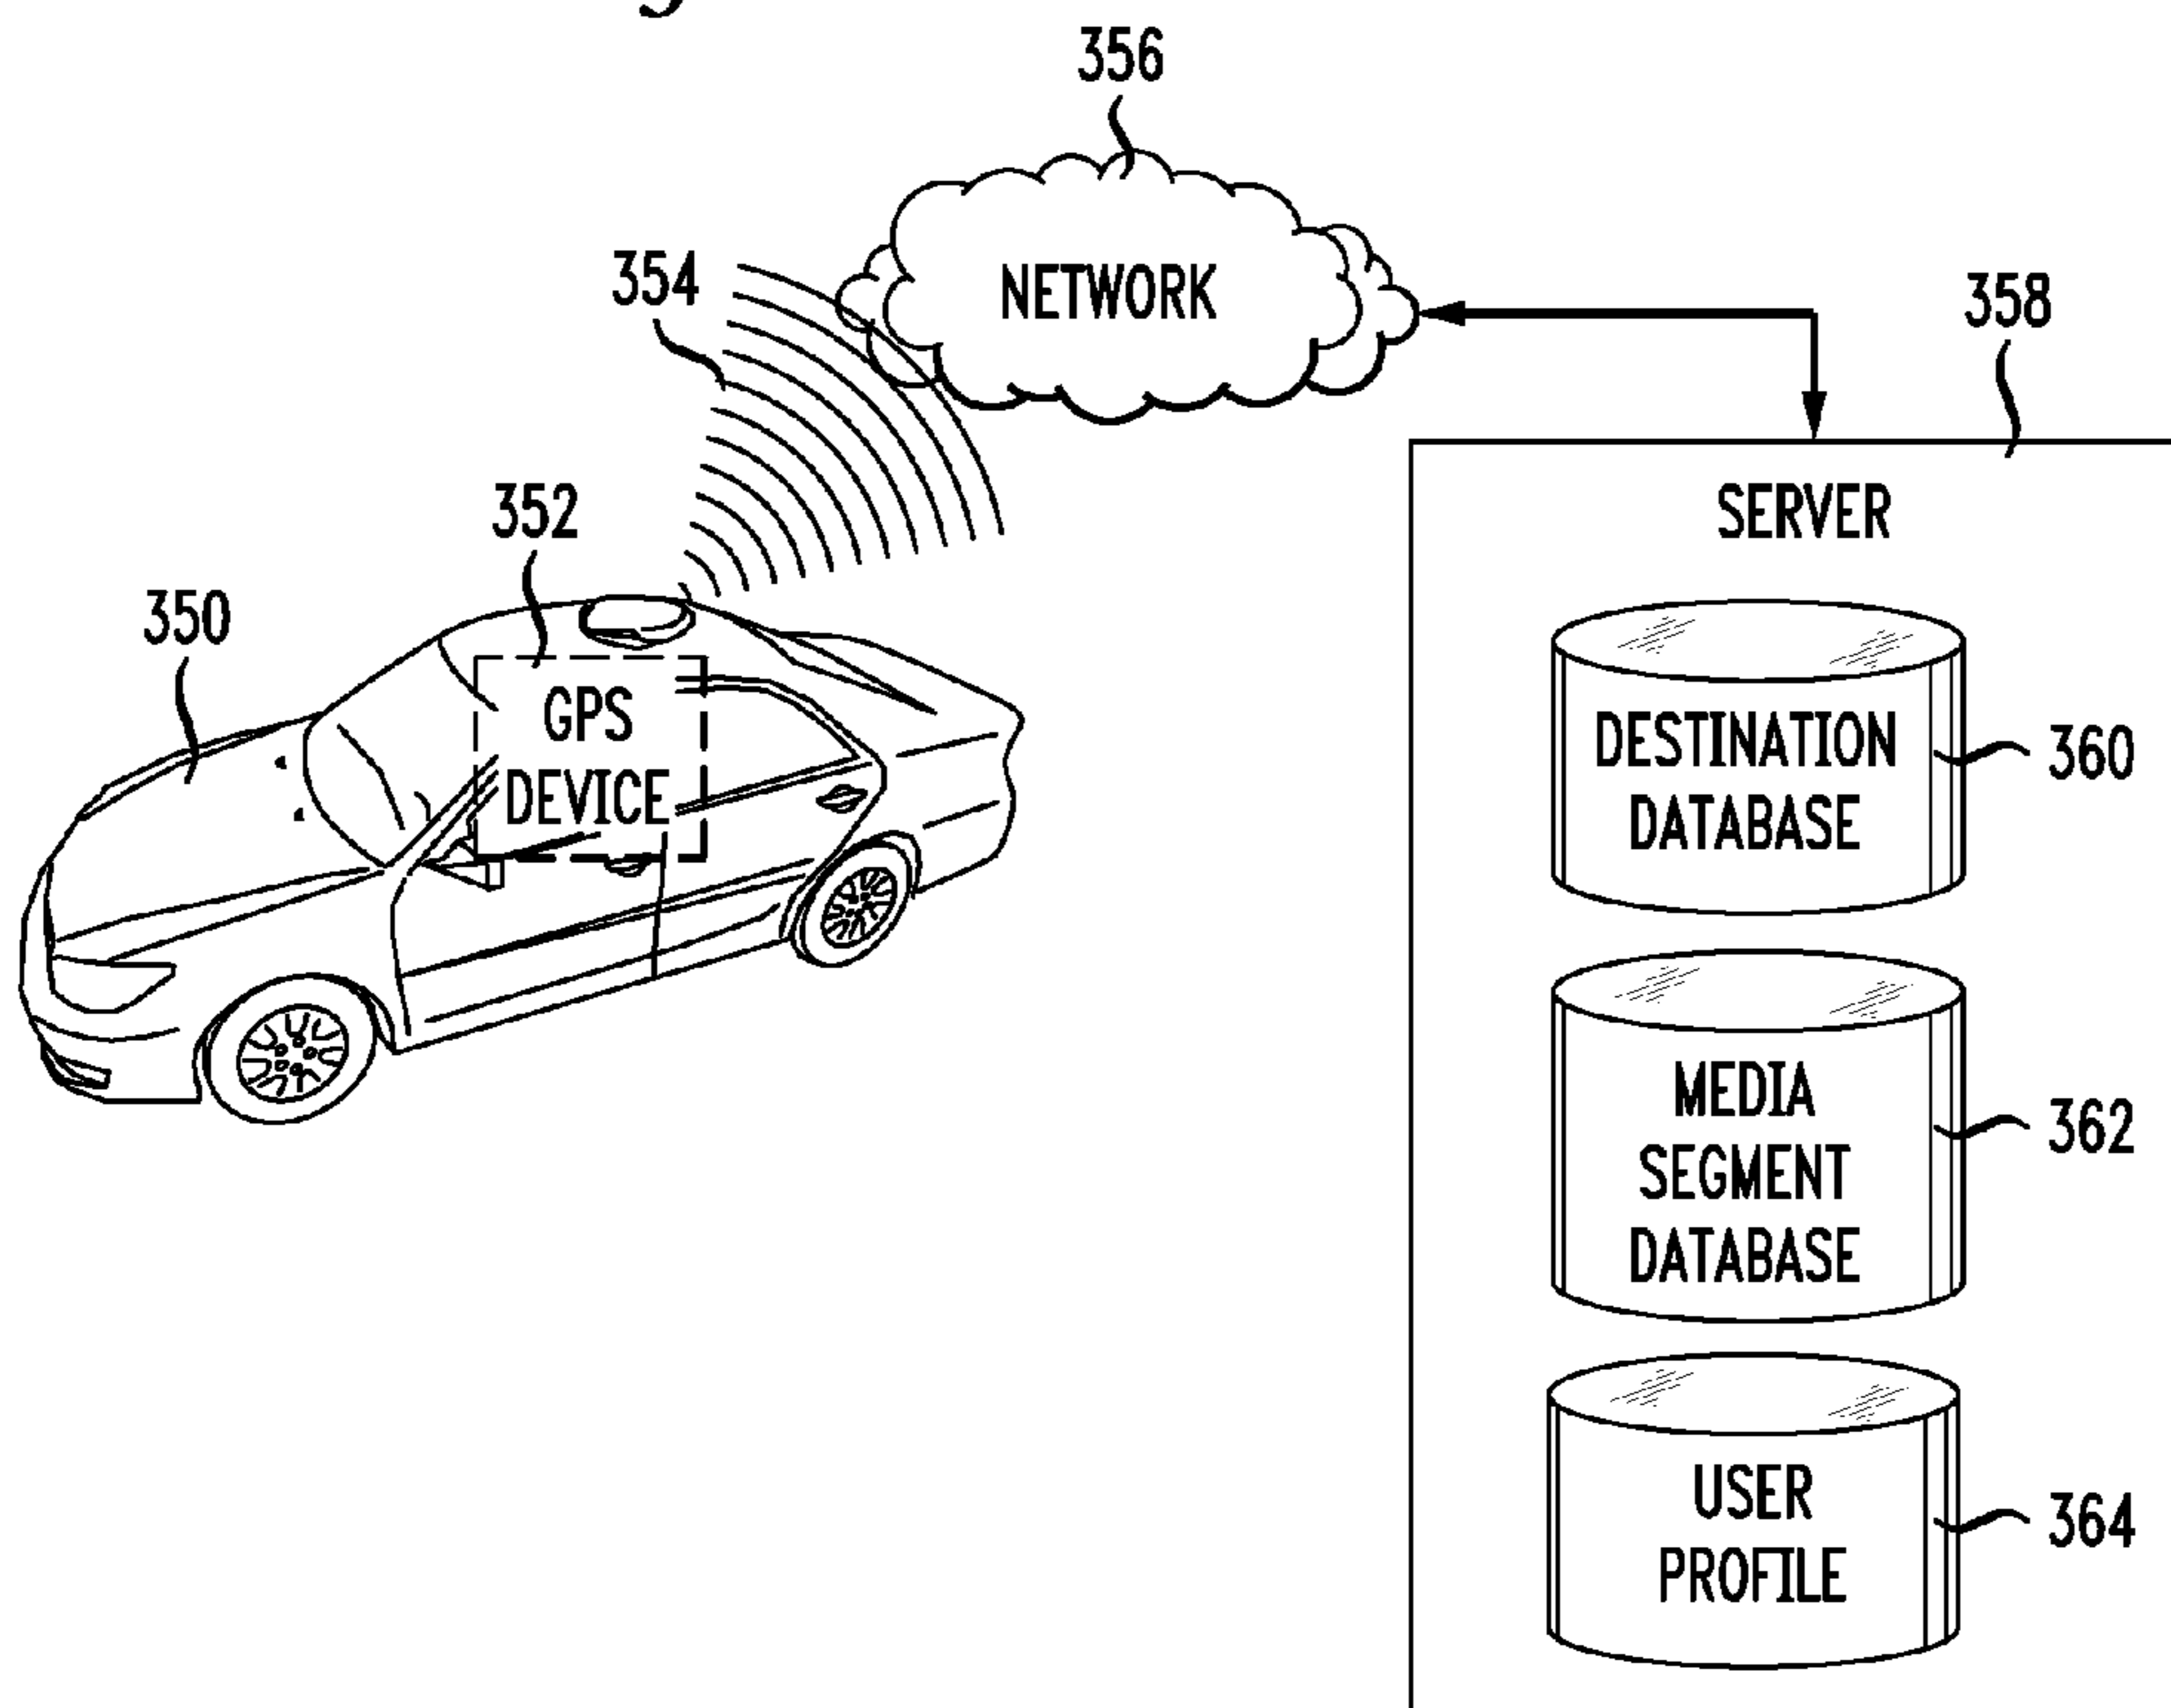 356
NETWORK
354
358
SERVER
352
350
GPS
DEVICE
DESTINATION
DATABASE
360
MEDIA
SEGMENT
DATABASE
362
USER
PROFILE
364